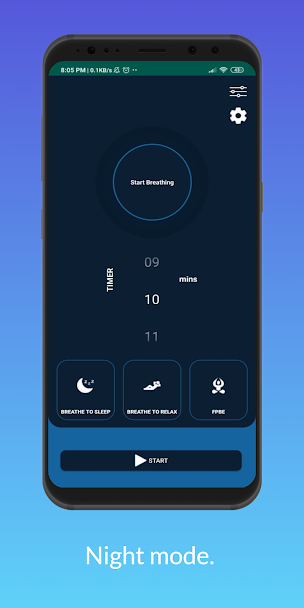 8:05 PM | 0.1KB/s
Start Breathing
09
TIMER
10
mins
11
BREATHE TO SLEEP
BREATHE TO RELAX
FPBE
START
Night mode.